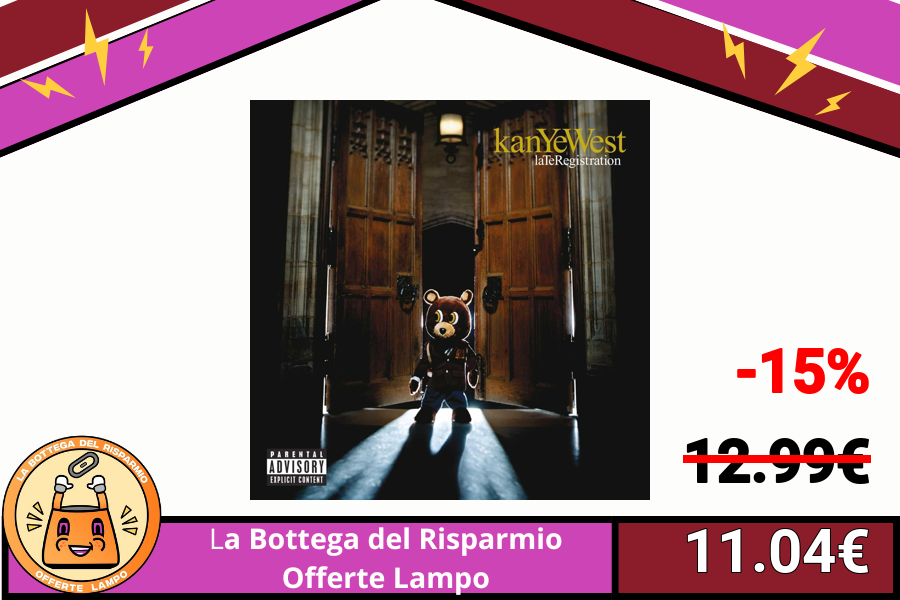 kanYeWest
laTeRegistration
PARENTAL
ADVISORY
EXPLICIT CONTENT
-15%
12.99€
11.04€
LA BOTTEGA DEL RISPARMIO
OFFERTE LAMPO
La Bottega del Risparmio
Offerte Lampo